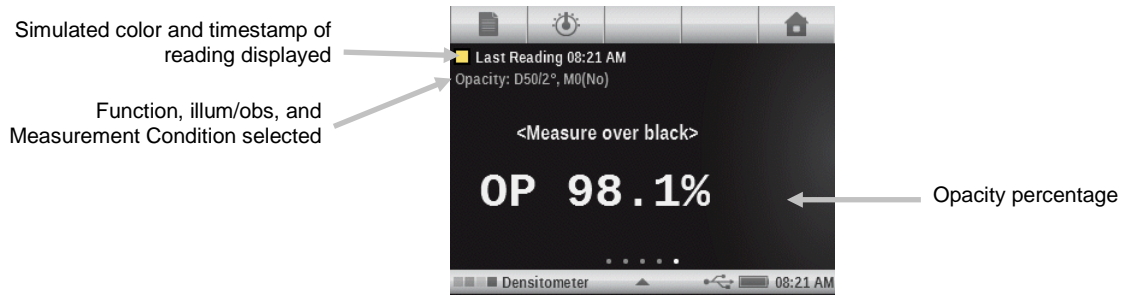 Simulated color and timestamp of
reading displayed
Function, illum/obs, and
Measurement Condition selected
Last Reading 08:21 AM
Opacity: D50/2°, M0(No)
<Measure over black>
OP 98.1%
Opacity percentage
Densitometer
08:21 AM